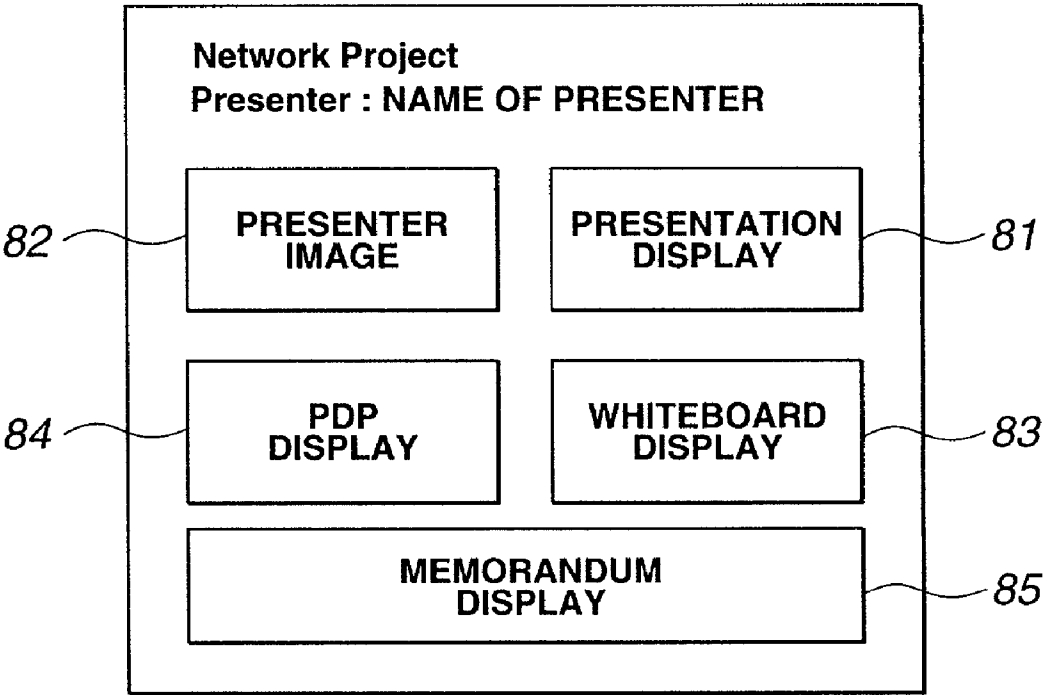 Network Project
Presenter : NAME OF PRESENTER
82
PRESENTER
IMAGE
PRESENTATION
DISPLAY
81
84
PDP
DISPLAY
WHITEBOARD
DISPLAY
83
MEMORANDUM
DISPLAY
85